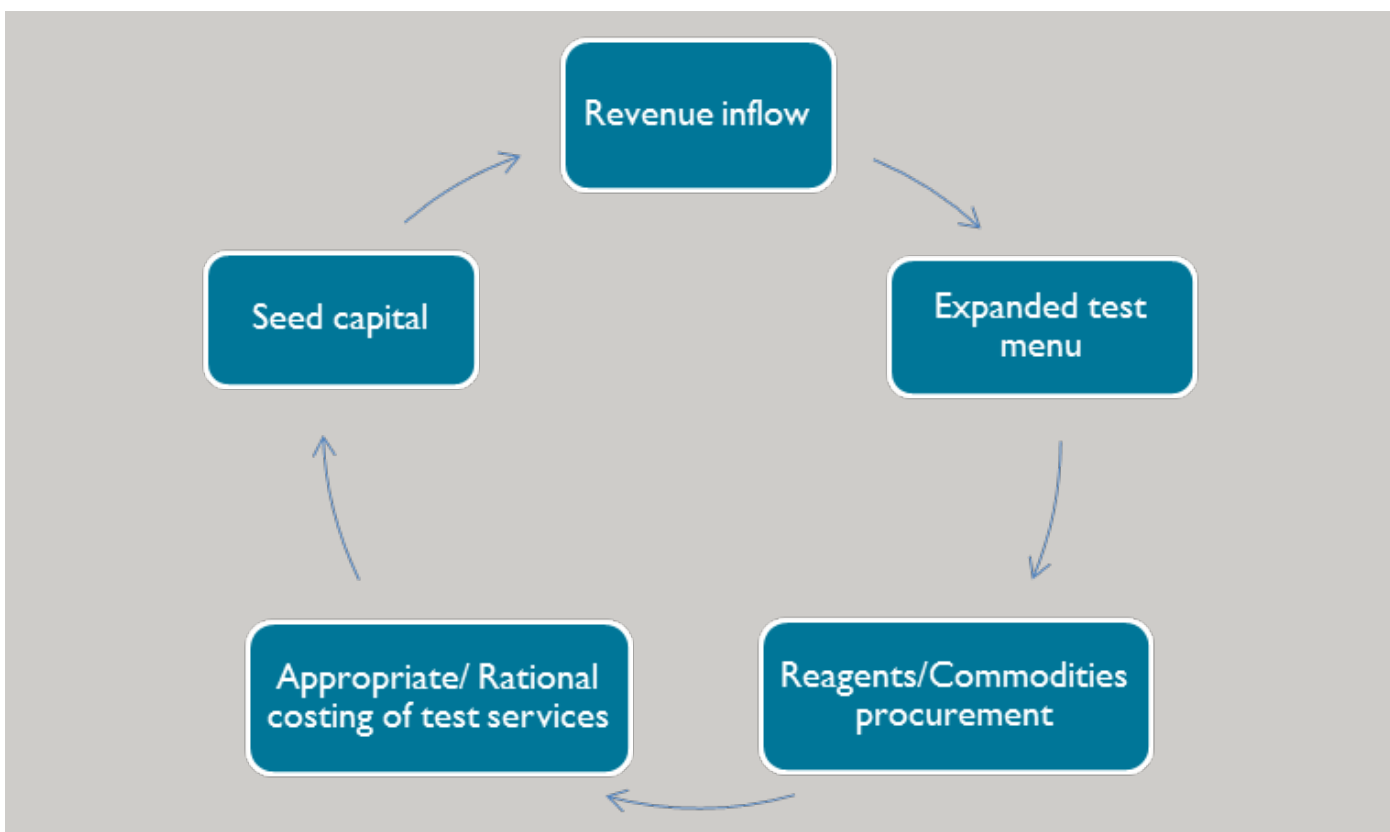 Revenue inflow
Expanded test
menu
Reagents/Commodities
procurement
Appropriate/ Rational
costing of test services
Seed capital